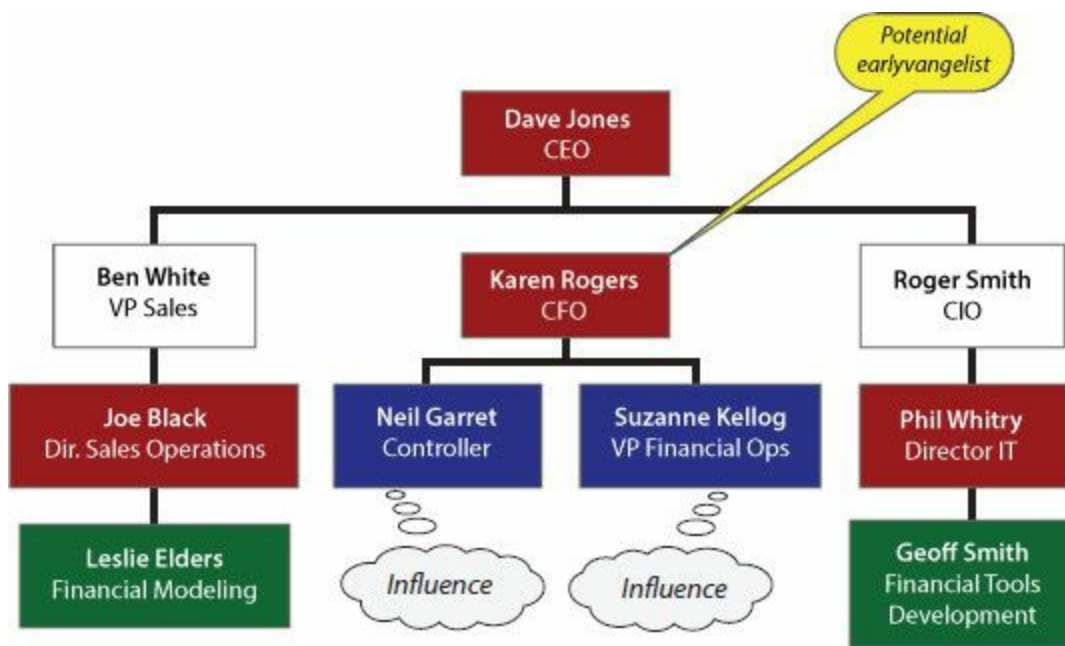 Potential
earlyvangelist
Dave Jones
CEO
Ben White
VP Sales
Karen Rogers
CFO
Roger Smith
CIO
Joe Black
Dir. Sales Operations
Neil Garret
Controller
Suzanne Kellog
VP Financial Ops
Phil Whitry
Director IT
Leslie Elders
Financial Modeling
Influence
Influence
Geoff Smith
Financial Tools
Development